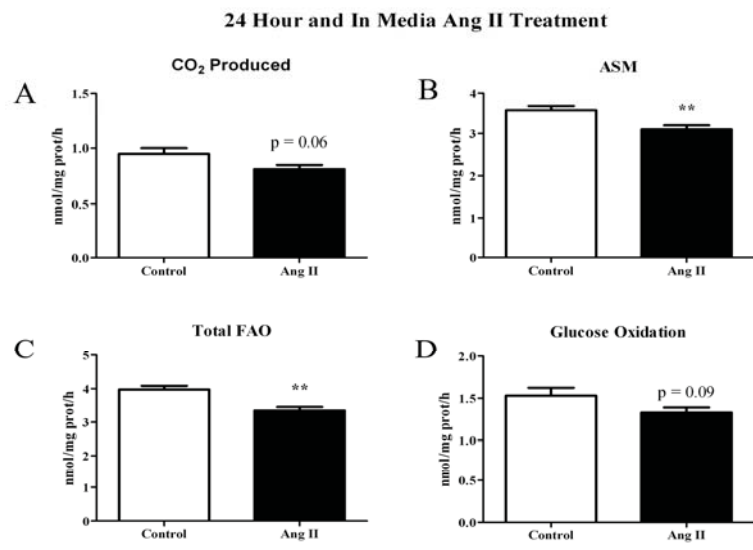 24 Hour and In Media Ang II Treatment
A
CO₂ Produced
nmol/mg prot/h
1.5
1.0
0.5
0.0
p = 0.06
Control
Ang II
B
ASM
nmol/mg prot/h
4
3
2
1
0
**
Control
Ang II
C
Total FAO
nmol/mg prot/h
5
4
3
2
1
0
**
Control
Ang II
D
Glucose Oxidation
nmol/mg prot/h
2.0
1.5
1.0
0.5
0.0
p = 0.09
Control
Ang II